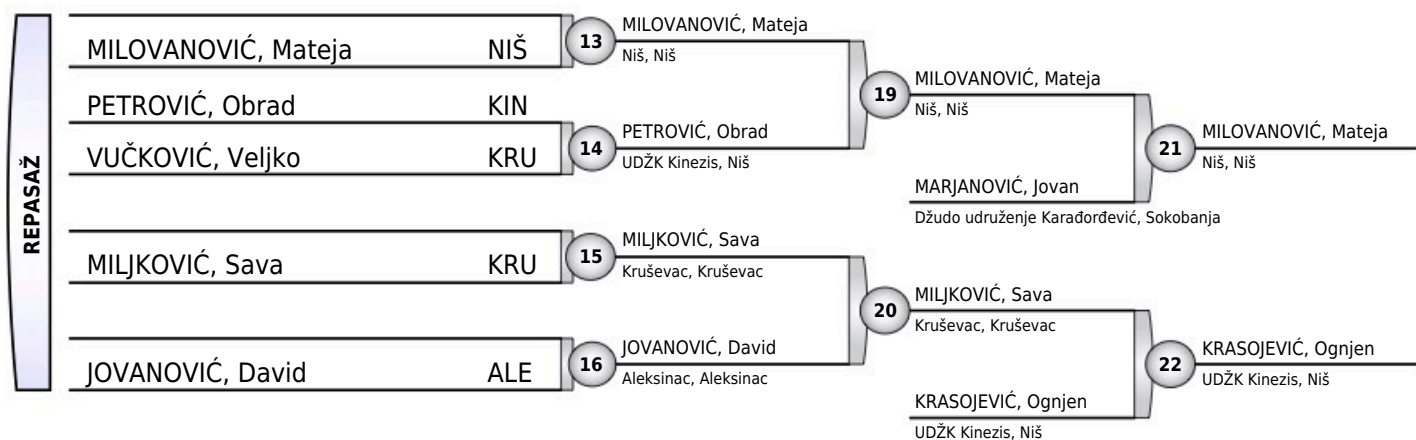 REPASAŽ
MILOVANOVIĆ, Mateja NIŠ
PETROVIĆ, Obrad KIN
VUČKOVIĆ, Veljko KRU
MILJKOVIĆ, Sava KRU
JOVANOVIĆ, David ALE
13
MILOVANOVIĆ, Mateja
Niš, Niš
14
PETROVIĆ, Obrad
UDŽK Kinezis, Niš
15
MILJKOVIĆ, Sava
Kruševac, Kruševac
16
JOVANOVIĆ, David
Aleksinac, Aleksinac
19
MILOVANOVIĆ, Mateja
Niš, Niš
MARJANOVIĆ, Jovan
Džudo udruženje Karađorđević, Sokobanja
20
MILJKOVIĆ, Sava
Kruševac, Kruševac
KRASOJEVIĆ, Ognjen
UDŽK Kinezis, Niš
21
MILOVANOVIĆ, Mateja
Niš, Niš
22
KRASOJEVIĆ, Ognjen
UDŽK Kinezis, Niš